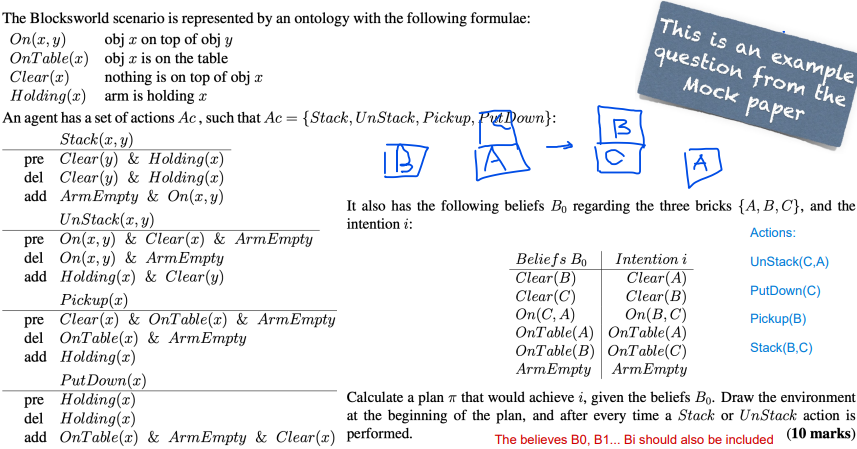 The Blocksworld scenario is represented by an ontology with the following formulae:
On(x, y) obj x on top of obj y
OnTable(x) obj x is on the table
Clear(x) nothing is on top of obj x
Holding(x) arm is holding x
An agent has a set of actions Ac, such that Ac = {Stack, UnStack, Pickup, PutDown}:
Stack(x, y)
pre Clear(y) & Holding(x)
del Clear(y) & Holding(x)
add ArmEmpty & On(x, y)
UnStack(x, y)
pre On(x, y) & Clear(x) & ArmEmpty
del On(x, y) & ArmEmpty
add Holding(x) & Clear(y)
Pickup(x)
pre Clear(x) & OnTable(x) & ArmEmpty
del OnTable(x) & ArmEmpty
add Holding(x)
PutDown(x)
pre Holding(x)
del Holding(x)
add OnTable(x) & ArmEmpty & Clear(x)
This is an example
question from the
Mock paper
B
C
A
B
C
A
It also has the following beliefs B₀ regarding the three bricks {A, B, C}, and the
intention i:
Beliefs B₀ Intention i
Clear(B) Clear(A)
Clear(C) Clear(B)
On(C, A) On(B, C)
OnTable(A) OnTable(A)
OnTable(B) OnTable(C)
ArmEmpty ArmEmpty
Actions:
UnStack(C,A)
PutDown(C)
Pickup(B)
Stack(B,C)
Calculate a plan π that would achieve i, given the beliefs B₀. Draw the environment
at the beginning of the plan, and after every time a Stack or UnStack action is
performed. (10 marks)
The believes B0, B1... Bi should also be included